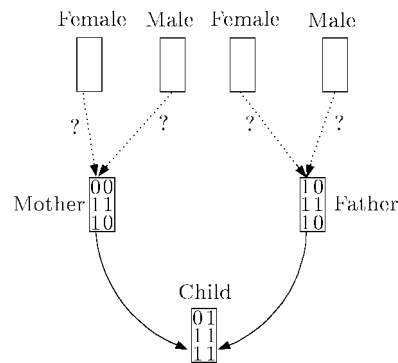 Female Male Female Male
? ? ? ?
Mother 00 10 Father
11 11
10 10
Child
01
11
11